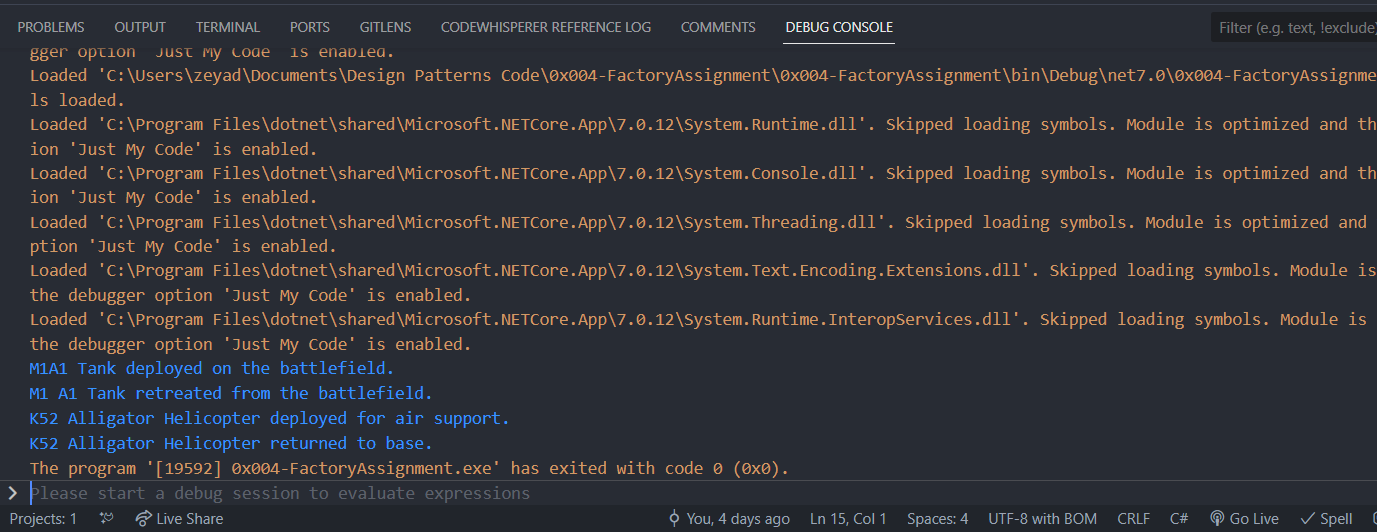 PROBLEMS OUTPUT TERMINAL PORTS GITLENS CODEWHISPERER REFERENCE LOG COMMENTS DEBUG CONSOLE Filter (e.g. text, !exclude)
gger option 'Just My Code' is enabled.
Loaded 'C:\Users\zeyad\Documents\Design Patterns Code\0x004-FactoryAssignment\0x004-FactoryAssignment\bin\Debug\net7.0\0x004-FactoryAssignme
ls loaded.
Loaded 'C:\Program Files\dotnet\shared\Microsoft.NETCore.App\7.0.12\System.Runtime.dll'. Skipped loading symbols. Module is optimized and th
ion 'Just My Code' is enabled.
Loaded 'C:\Program Files\dotnet\shared\Microsoft.NETCore.App\7.0.12\System.Console.dll'. Skipped loading symbols. Module is optimized and th
ion 'Just My Code' is enabled.
Loaded 'C:\Program Files\dotnet\shared\Microsoft.NETCore.App\7.0.12\System.Threading.dll'. Skipped loading symbols. Module is optimized and
ption 'Just My Code' is enabled.
Loaded 'C:\Program Files\dotnet\shared\Microsoft.NETCore.App\7.0.12\System.Text.Encoding.Extensions.dll'. Skipped loading symbols. Module is
the debugger option 'Just My Code' is enabled.
Loaded 'C:\Program Files\dotnet\shared\Microsoft.NETCore.App\7.0.12\System.Runtime.InteropServices.dll'. Skipped loading symbols. Module is
the debugger option 'Just My Code' is enabled.
M1A1 Tank deployed on the battlefield.
M1 A1 Tank retreated from the battlefield.
K52 Alligator Helicopter deployed for air support.
K52 Alligator Helicopter returned to base.
The program '[19592] 0x004-FactoryAssignment.exe' has exited with code 0 (0x0).
Please start a debug session to evaluate expressions
Projects: 1 Live Share You, 4 days ago Ln 15, Col 1 Spaces: 4 UTF-8 with BOM CRLF C# Go Live Spell